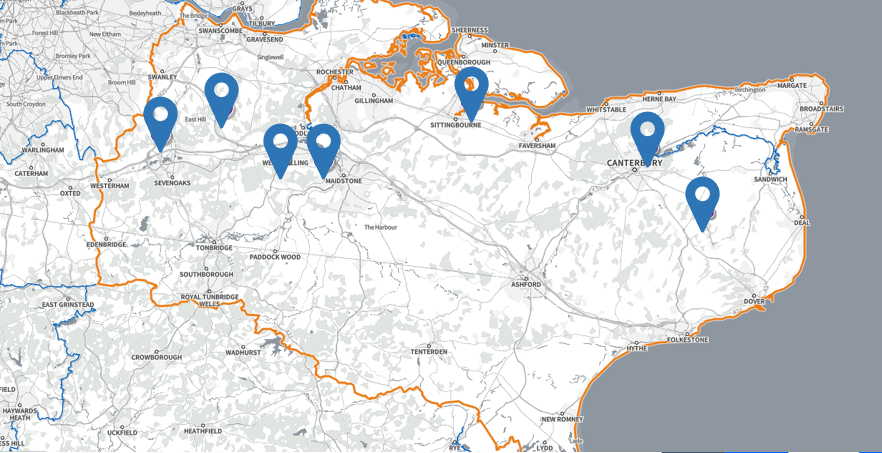 Blackheath Park
Bexleyheath
GRAYS
The Bridge
TILBURY
SWANSCOMBE
GRAVESEND
SHEERNESS
Forest Hill
New Eltham
MINSTER
Bromley Park
Singlewell
QUEENBOROUGH
Upper Elmers End
SWANLEY
ROCHESTER
Broom Hill
CHATHAM
MARGATE
Birchington
GILLINGHAM
HERNE BAY
South Croydon
WHITSTABLE
BROADSTAIRS
East Hill
SITTINGBOURNE
RAMSGATE
WARLINGHAM
FAVERSHAM
CANTERBURY
CATERHAM
SEVENOAKS
MAIDSTONE
SANDWICH
WESTERHAM
OXTED
DEAL
The Harbour
EDENBRIDGE
TONBRIDGE
PADDOCK WOOD
SOUTHBOROUGH
ASHFORD
ROYAL TUNBRIDGE
WELLS
DOVER
EAST GRINSTEAD
FOLKESTONE
HYTHE
CROWBOROUGH
WADHURST
TENTERDEN
HAYWARDS
HEATH
NEW ROMNEY
UCKFIELD
HEATHFIELD
RYE
LYDD
Lade